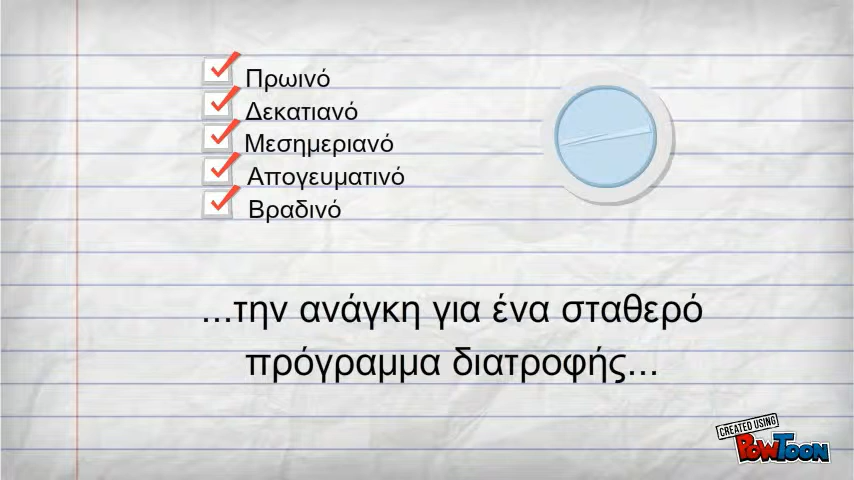 Πρωινό
Δεκατιανό
Μεσημεριανό
Απογευματινό
Βραδινό
...την ανάγκη για ένα σταθερό
πρόγραμμα διατροφής...
CREATED USING
POWTOON